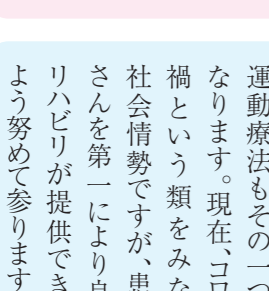 運動療法もその一つ
なります。現在、コロ
禍という類をみな
社会情勢ですが、患
さんを第一により良
リハビリが提供でき
よう努めて参ります